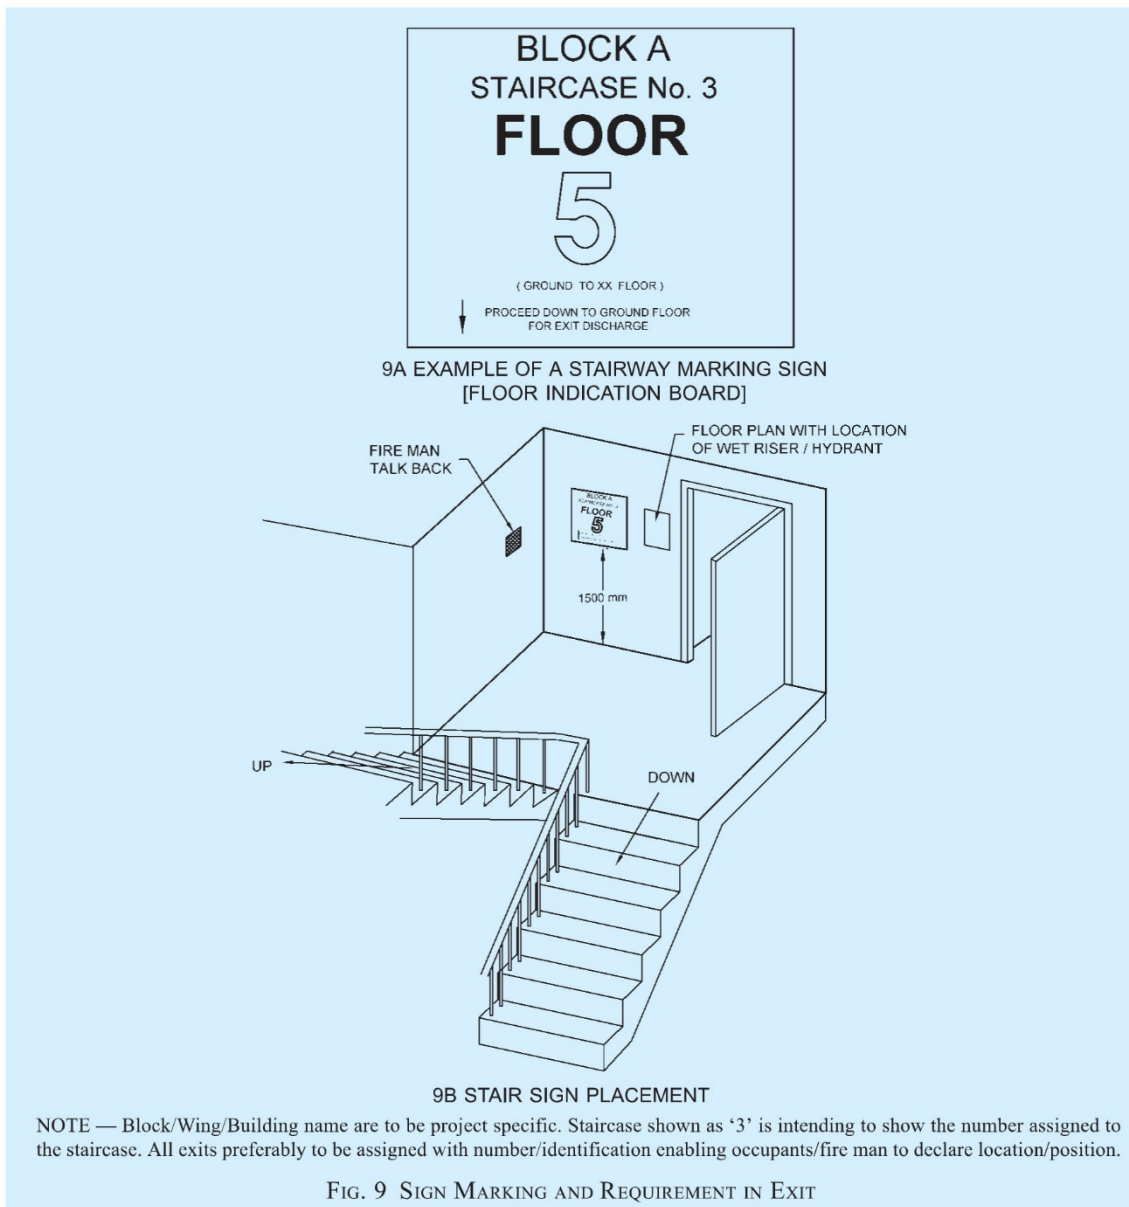 BLOCK A
STAIRCASE No. 3
FLOOR
5
( GROUND TO XX FLOOR )
PROCEED DOWN TO GROUND FLOOR
FOR EXIT DISCHARGE
9A EXAMPLE OF A STAIRWAY MARKING SIGN
[FLOOR INDICATION BOARD]
FIRE MAN
TALK BACK
FLOOR PLAN WITH LOCATION
OF WET RISER / HYDRANT
BLOCK A
STAIRCASE No. 3
FLOOR
5
1500 mm
UP
DOWN
9B STAIR SIGN PLACEMENT
NOTE — Block/Wing/Building name are to be project specific. Staircase shown as ‘3’ is intending to show the number assigned to
the staircase. All exits preferably to be assigned with number/identification enabling occupants/fire man to declare location/position.
FIG. 9 SIGN MARKING AND REQUIREMENT IN EXIT